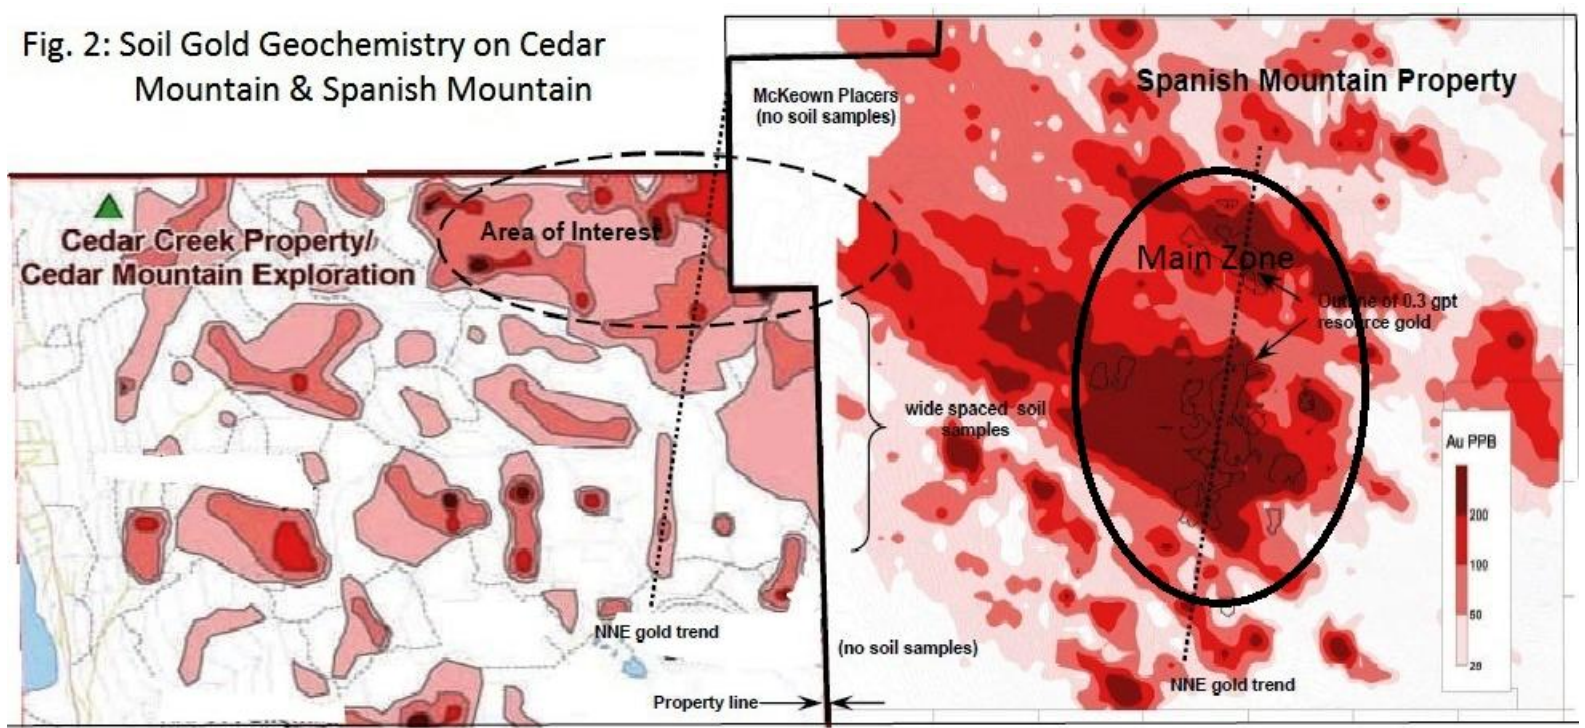 Fig. 2: Soil Gold Geochemistry on Cedar
Mountain & Spanish Mountain
McKeown Placers
(no soil samples)
Spanish Mountain Property
Area of Interest
Cedar Creek Property/
Cedar Mountain Exploration
Main Zone
Outline of 0.3 gpt
resource gold
wide spaced soil
samples
Au PPB
200
100
50
20
NNE gold trend
(no soil samples)
NNE gold trend
Property line